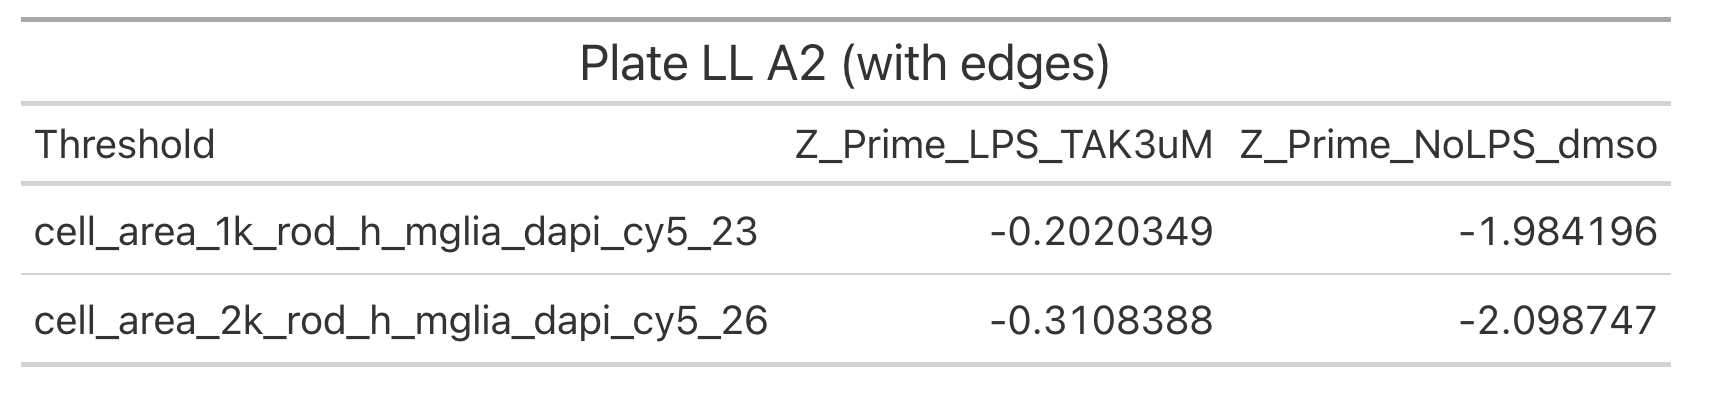 Plate LL A2 (with edges)
Threshold Z_Prime_LPS_TAK3uM Z_Prime_NoLPS_dmso
cell_area_1k_rod_h_mglia_dapi_cy5_23 -0.2020349 -1.984196
cell_area_2k_rod_h_mglia_dapi_cy5_26 -0.3108388 -2.098747